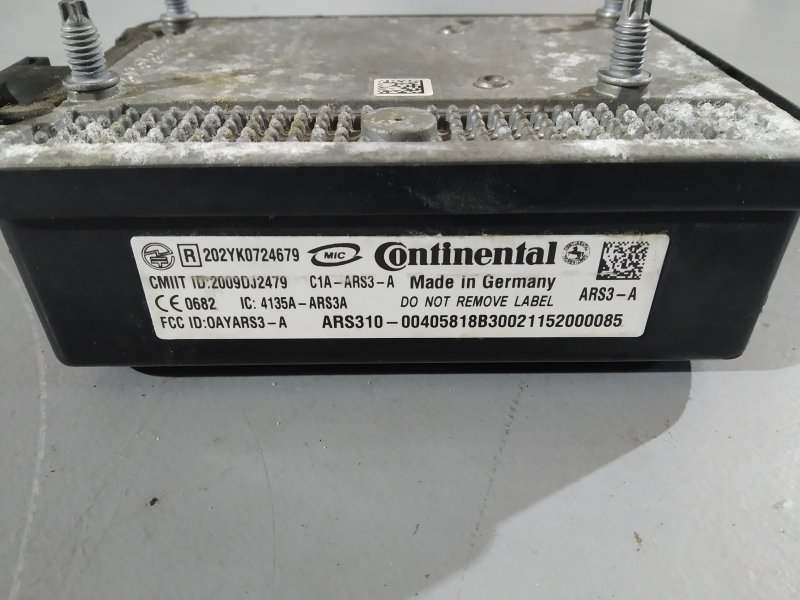 R 202YK0724679 MIC Continental
CMIIT ID:2009DJ2479 C1A-ARS3-A Made in Germany
CE 0682 IC: 4135A-ARS3A DO NOT REMOVE LABEL ARS3-A
FCC ID:OAYARS3-A ARS310-00405818B30021152000085